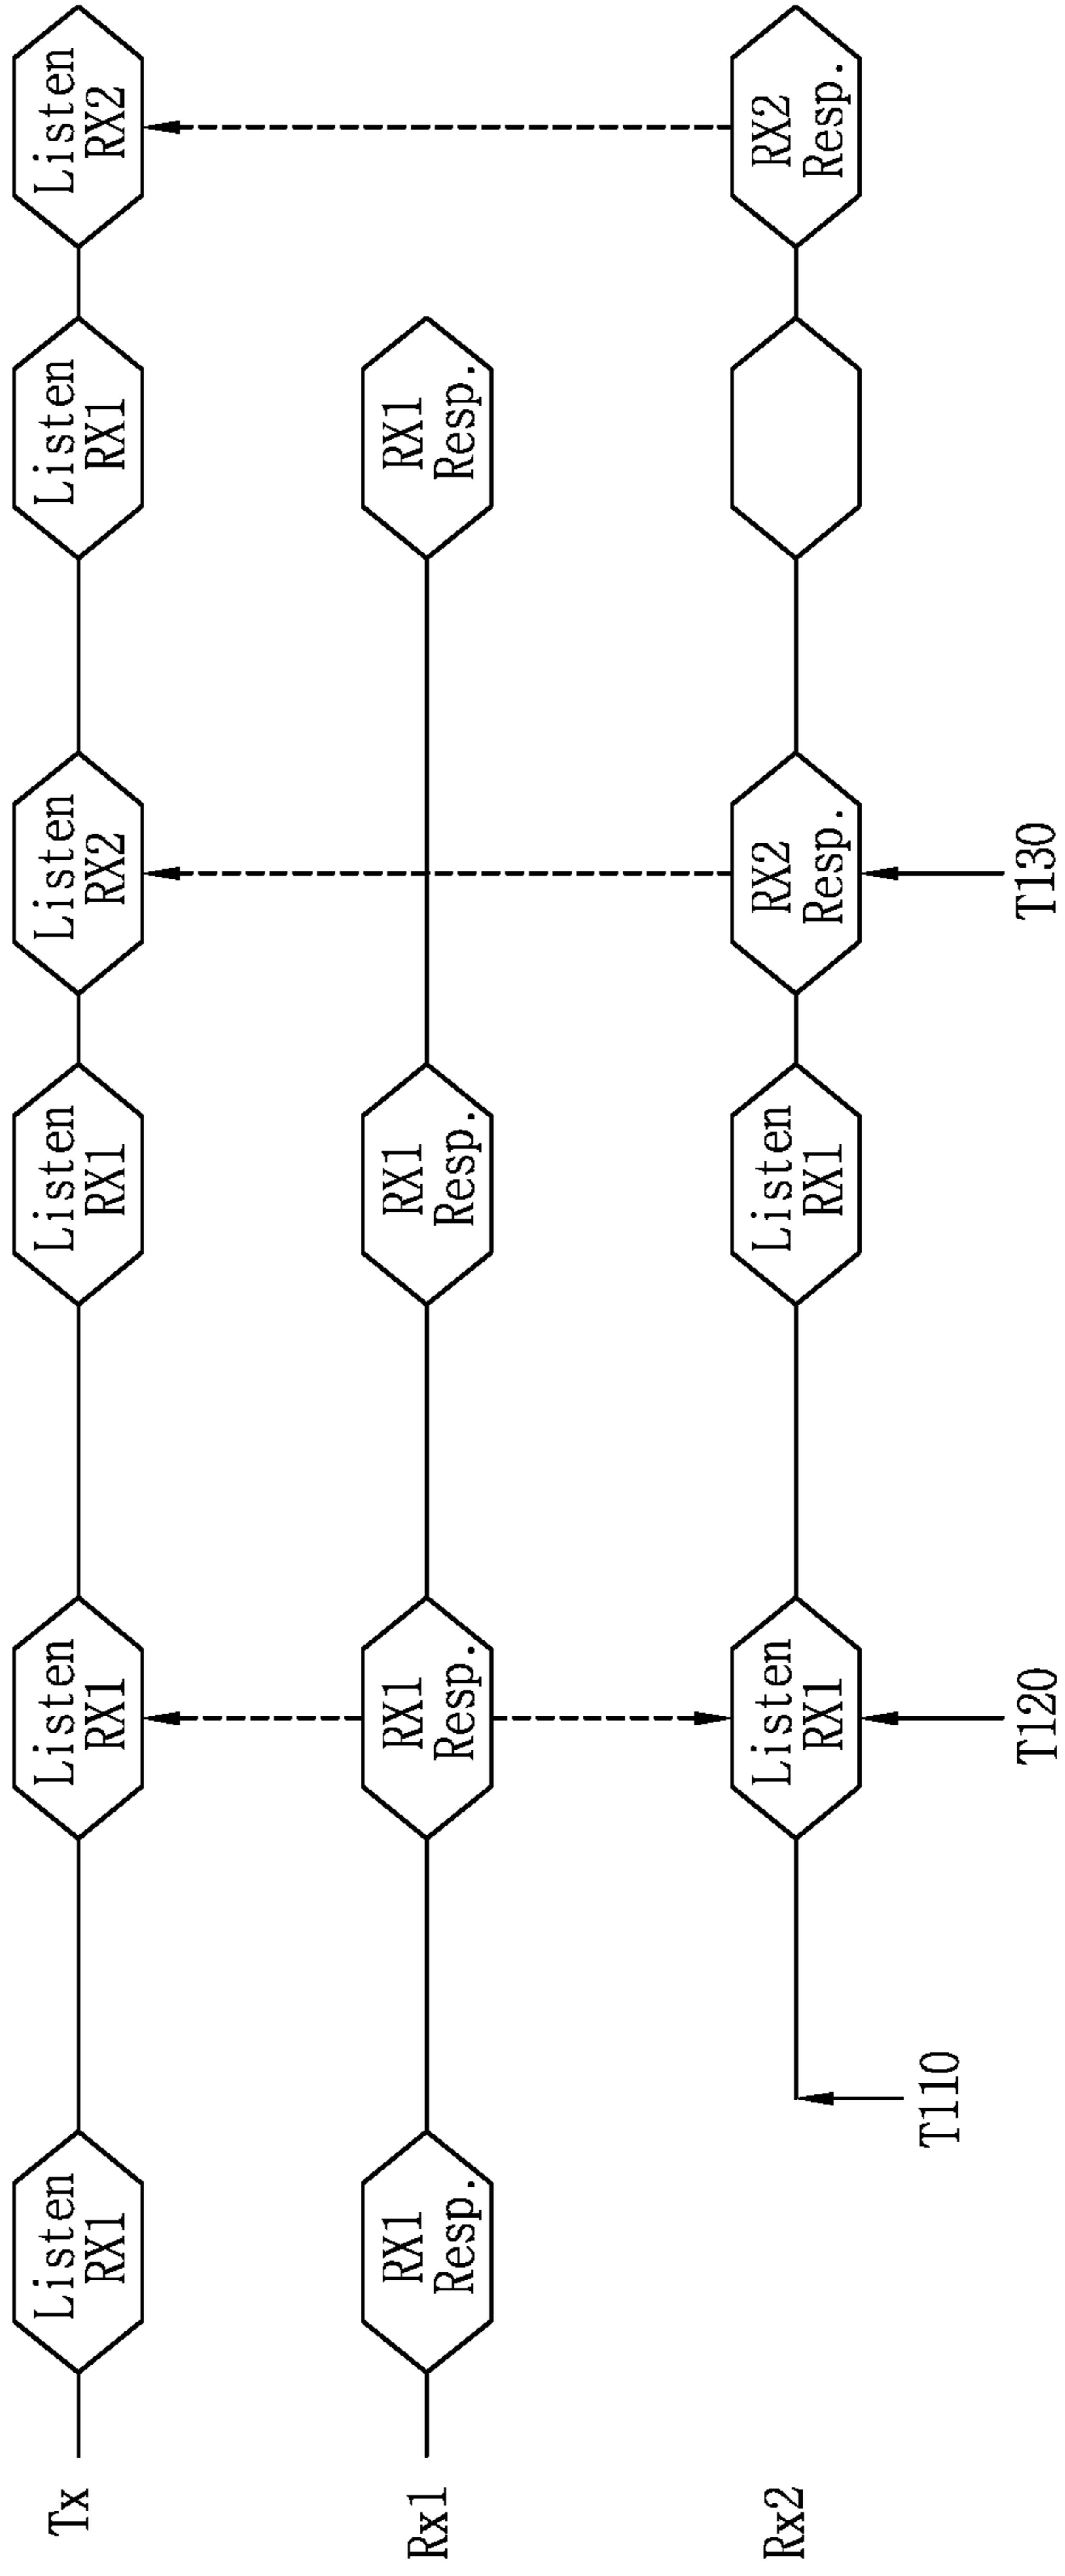 Tx
Listen
RX1
Listen
RX1
Listen
RX1
Listen
RX2
Listen
RX1
Listen
RX2
Rx1
RX1
Resp.
RX1
Resp.
RX1
Resp.
RX1
Resp.
Rx2
Listen
RX1
Listen
RX1
RX2
Resp.
RX2
Resp.
T110
T120
T130